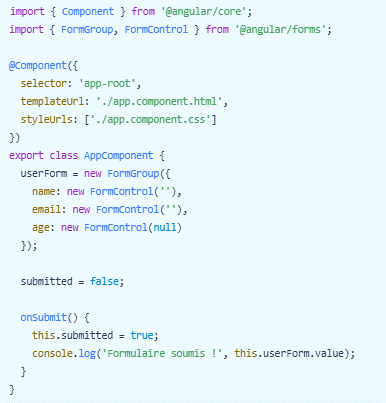 import { Component } from '@angular/core';
import { FormGroup, FormControl } from '@angular/forms';

@Component({
  selector: 'app-root',
  templateUrl: './app.component.html',
  styleUrls: ['./app.component.css']
})
export class AppComponent {
  userForm = new FormGroup({
    name: new FormControl(''),
    email: new FormControl(''),
    age: new FormControl(null)
  });

  submitted = false;

  onSubmit() {
    this.submitted = true;
    console.log('Formulaire soumis !', this.userForm.value);
  }
}